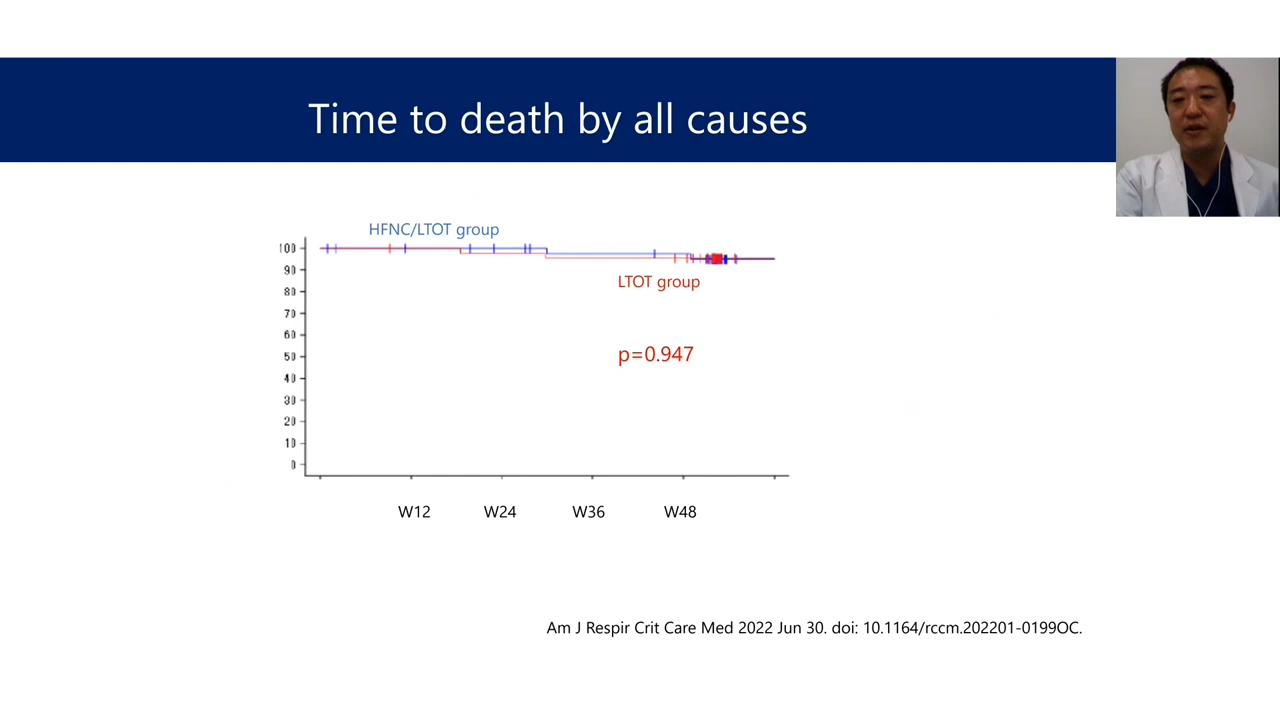 Time to death by all causes
HFNC/LTOT group
100
90
80
70
60
50
40
30
20
10
0
LTOT group
p=0.947
W12 W24 W36 W48
Am J Respir Crit Care Med 2022 Jun 30. doi: 10.1164/rccm.202201-0199OC.